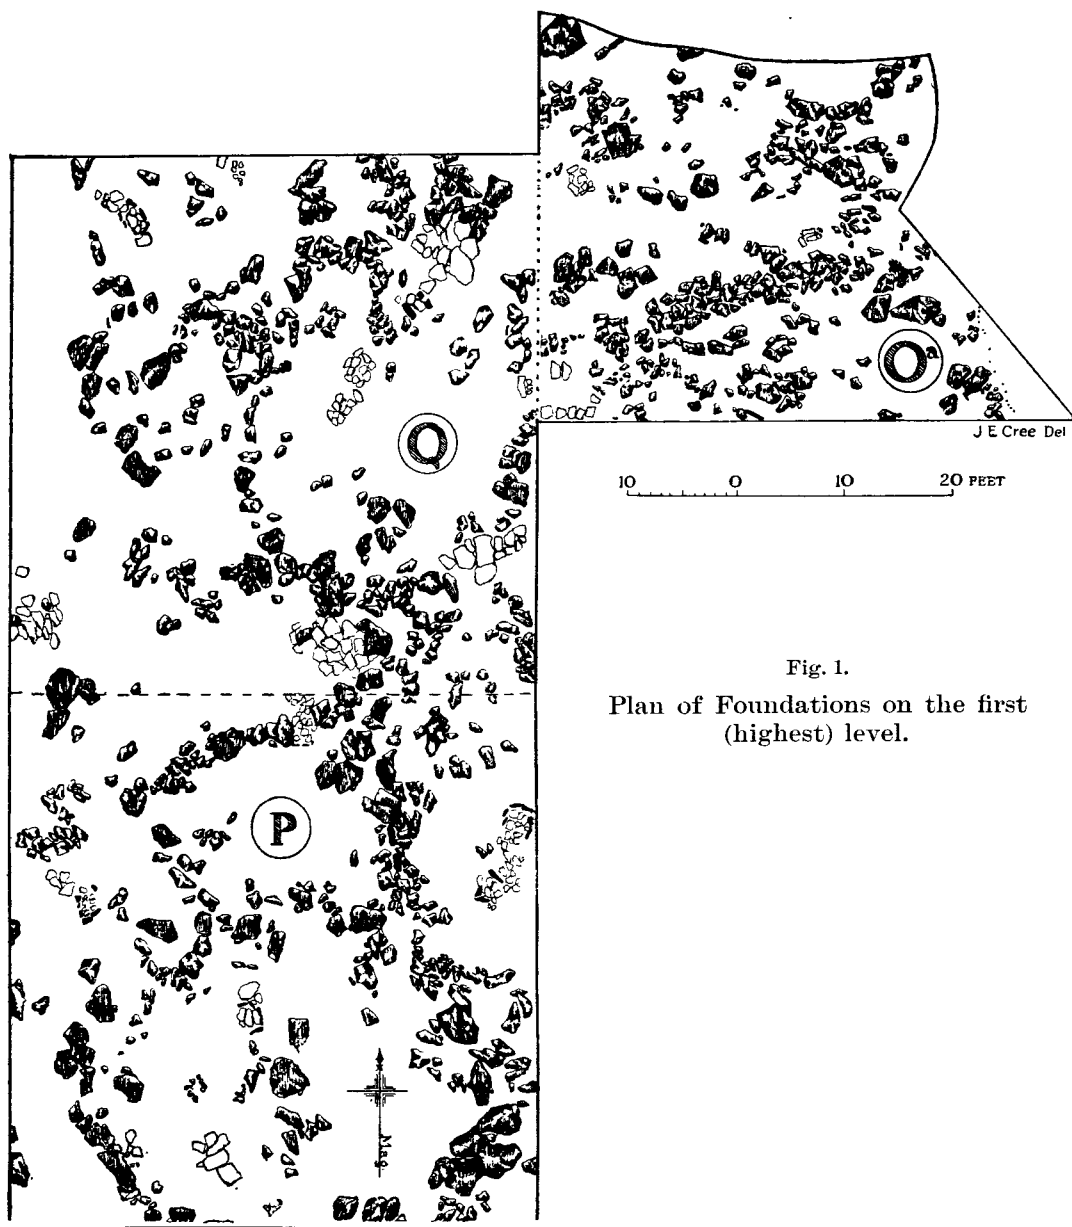 O
Q
J E Cree Del
10 0 10 20 FEET
Fig. 1.
Plan of Foundations on the first
(highest) level.
P
Mag